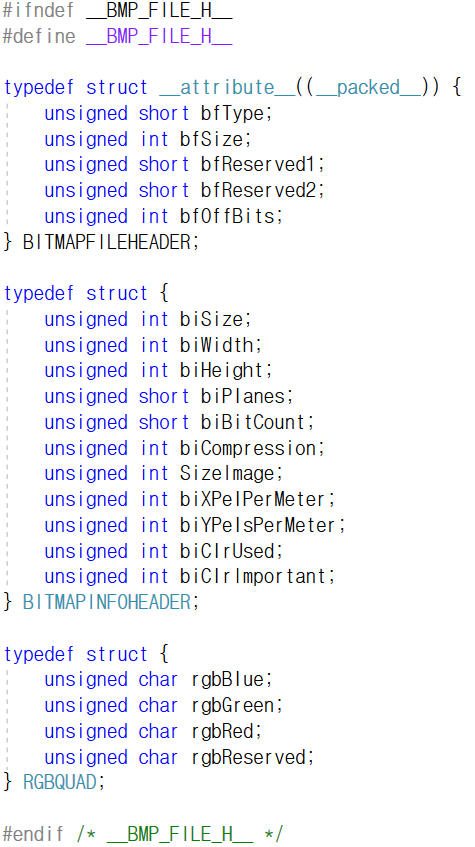 #ifndef __BMP_FILE_H__
#define __BMP_FILE_H__

typedef struct __attribute__((__packed__)) {
    unsigned short bfType;
    unsigned int bfSize;
    unsigned short bfReserved1;
    unsigned short bfReserved2;
    unsigned int bfOffBits;
} BITMAPFILEHEADER;

typedef struct {
    unsigned int biSize;
    unsigned int biWidth;
    unsigned int biHeight;
    unsigned short biPlanes;
    unsigned short biBitCount;
    unsigned int biCompression;
    unsigned int SizeImage;
    unsigned int biXPelPerMeter;
    unsigned int biYPelsPerMeter;
    unsigned int biClrUsed;
    unsigned int biClrImportant;
} BITMAPINFOHEADER;

typedef struct {
    unsigned char rgbBlue;
    unsigned char rgbGreen;
    unsigned char rgbRed;
    unsigned char rgbReserved;
} RGBQUAD;

#endif /* __BMP_FILE_H__ */